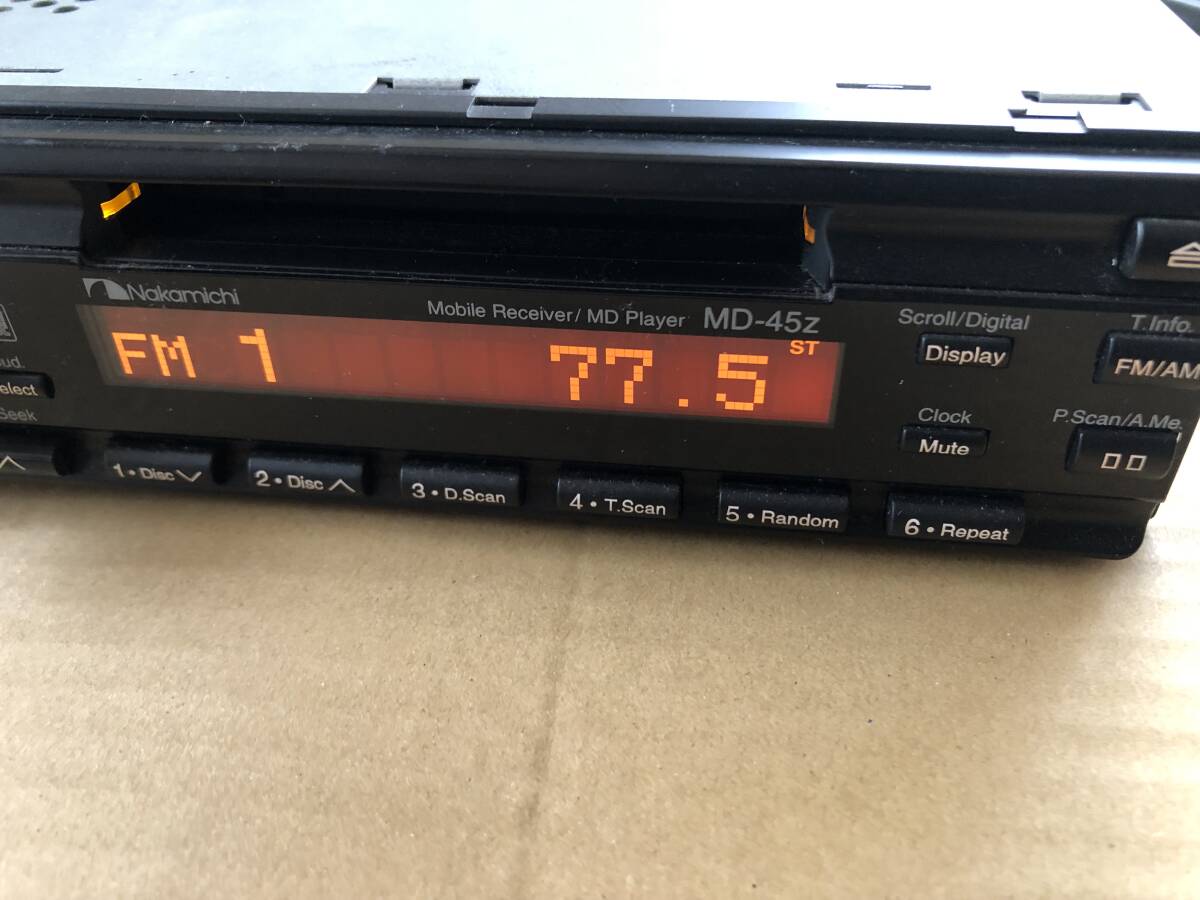 Nakamichi
Mobile Receiver/ MD Player MD-45z
Scroll/Digital
T.Info.
FM 1 77.5 ST
Display
FM/AM
Clock
P.Scan/A.Me.
Mute
Seek
1 • Disc
2 • Disc
3 • D.Scan
4 • T.Scan
5 • Random
6 • Repeat